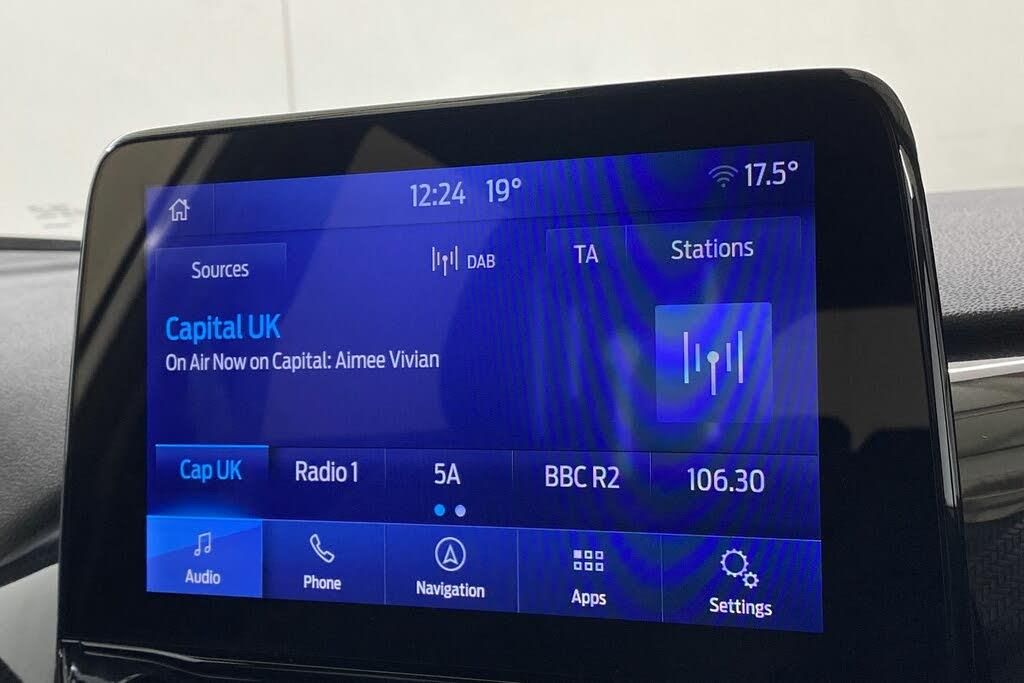 12:24 19° 17.5°
Sources DAB TA Stations
Capital UK
On Air Now on Capital: Aimee Vivian
Cap UK Radio 1 5A BBC R2 106.30
Audio Phone Navigation Apps Settings